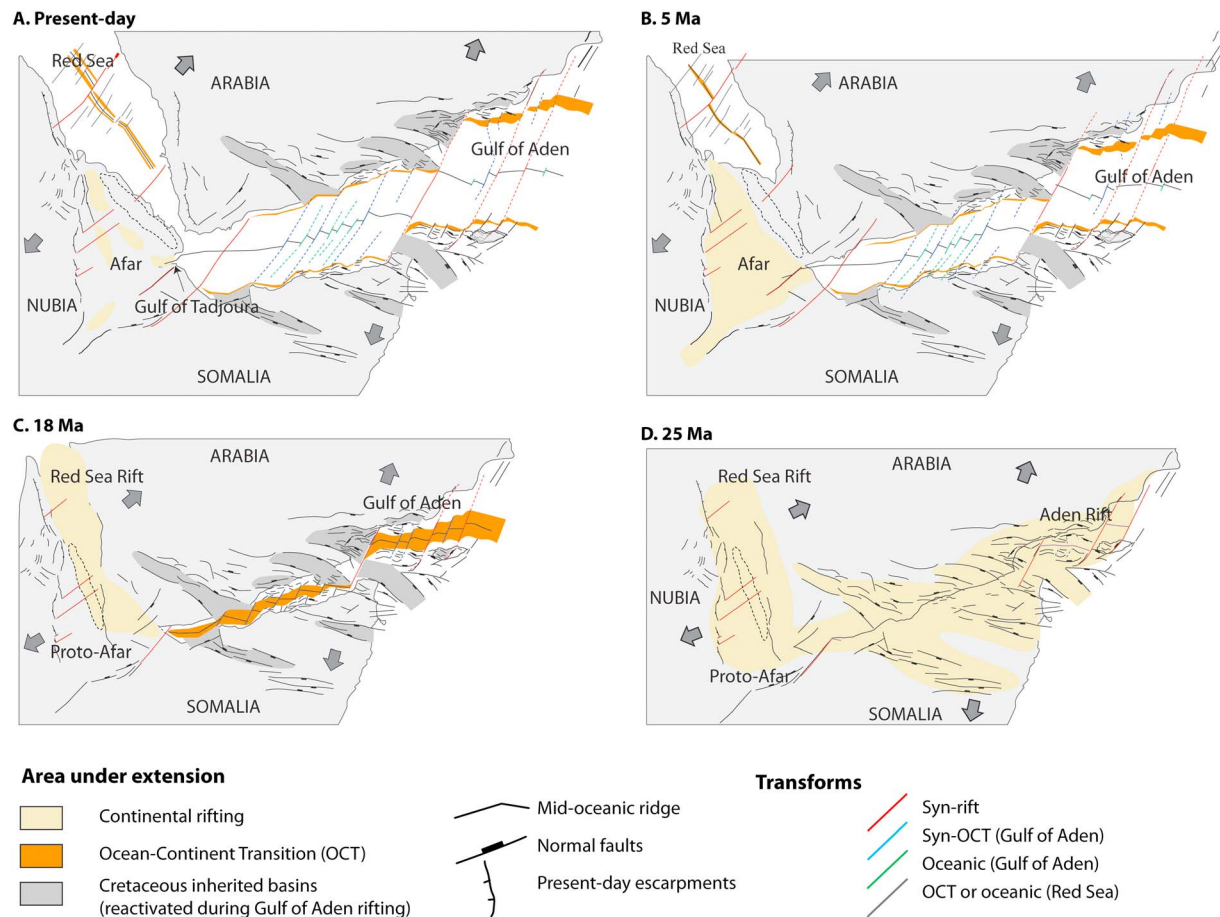 A. Present-day
Red Sea
ARABIA
Gulf of Aden
Afar
NUBIA
Gulf of Tadjoura
SOMALIA
B. 5 Ma
Red Sea
ARABIA
Gulf of Aden
Afar
NUBIA
SOMALIA
C. 18 Ma
ARABIA
Red Sea Rift
Gulf of Aden
Proto-Afar
SOMALIA
D. 25 Ma
ARABIA
Red Sea Rift
Aden Rift
NUBIA
Proto-Afar
SOMALIA
Area under extension
Continental rifting
Ocean-Continent Transition (OCT)
Cretaceous inherited basins
(reactivated during Gulf of Aden rifting)
Mid-oceanic ridge
Normal faults
Present-day escarpments
Transforms
Syn-rift
Syn-OCT (Gulf of Aden)
Oceanic (Gulf of Aden)
OCT or oceanic (Red Sea)